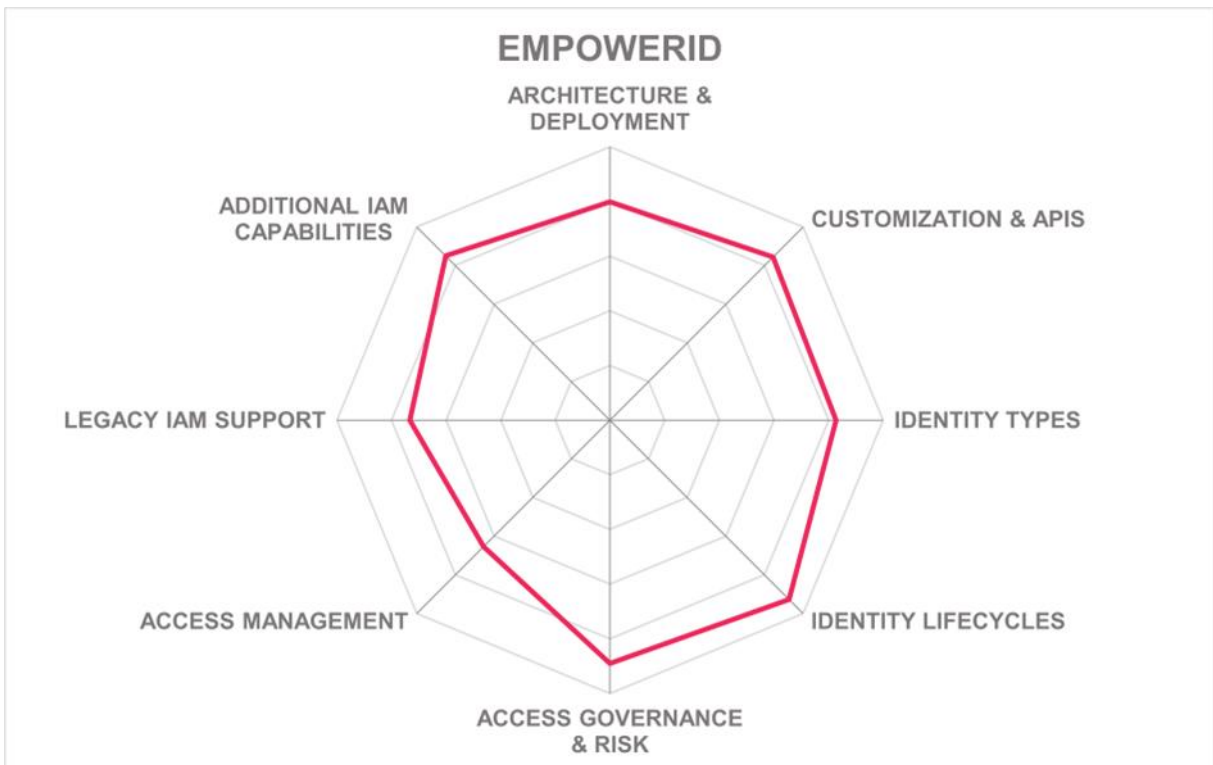 EMPOWERID
ARCHITECTURE &
DEPLOYMENT
ADDITIONAL IAM
CAPABILITIES
CUSTOMIZATION & APIS
LEGACY IAM SUPPORT
IDENTITY TYPES
ACCESS MANAGEMENT
IDENTITY LIFECYCLES
ACCESS GOVERNANCE
& RISK